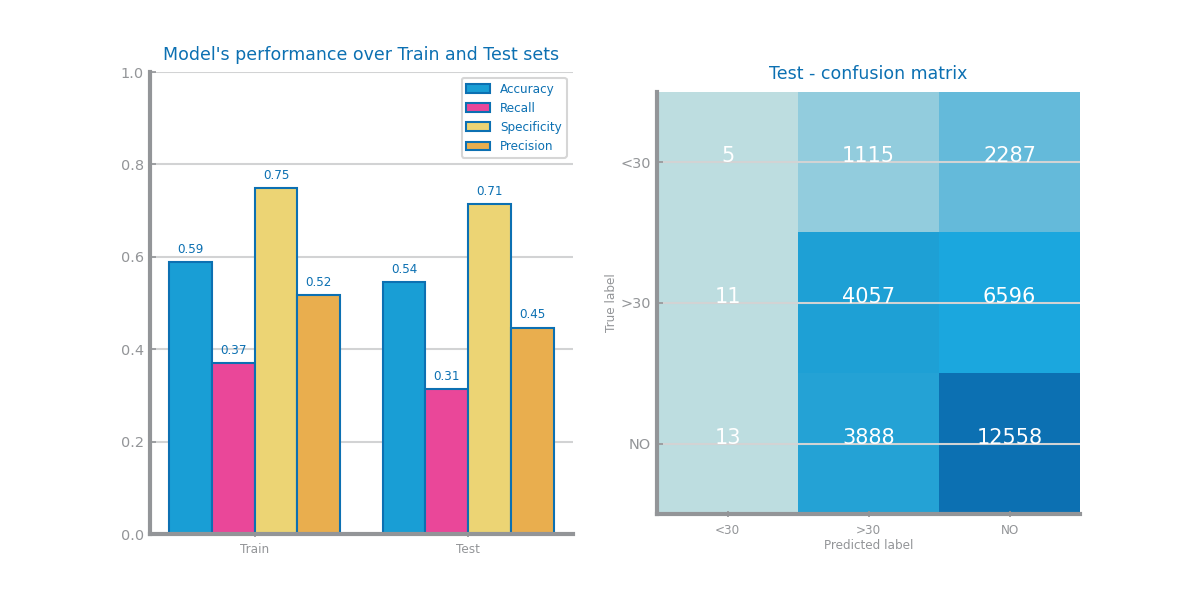 Model's performance over Train and Test sets
1.0
0.8
0.6
0.4
0.2
0.0
Accuracy
Recall
Specificity
Precision
0.59
0.37
0.75
0.52
0.54
0.31
0.71
0.45
Train
Test
Test - confusion matrix
True label
<30
>30
NO
5 1115 2287
11 4057 6596
13 3888 12558
<30 >30 NO
Predicted label